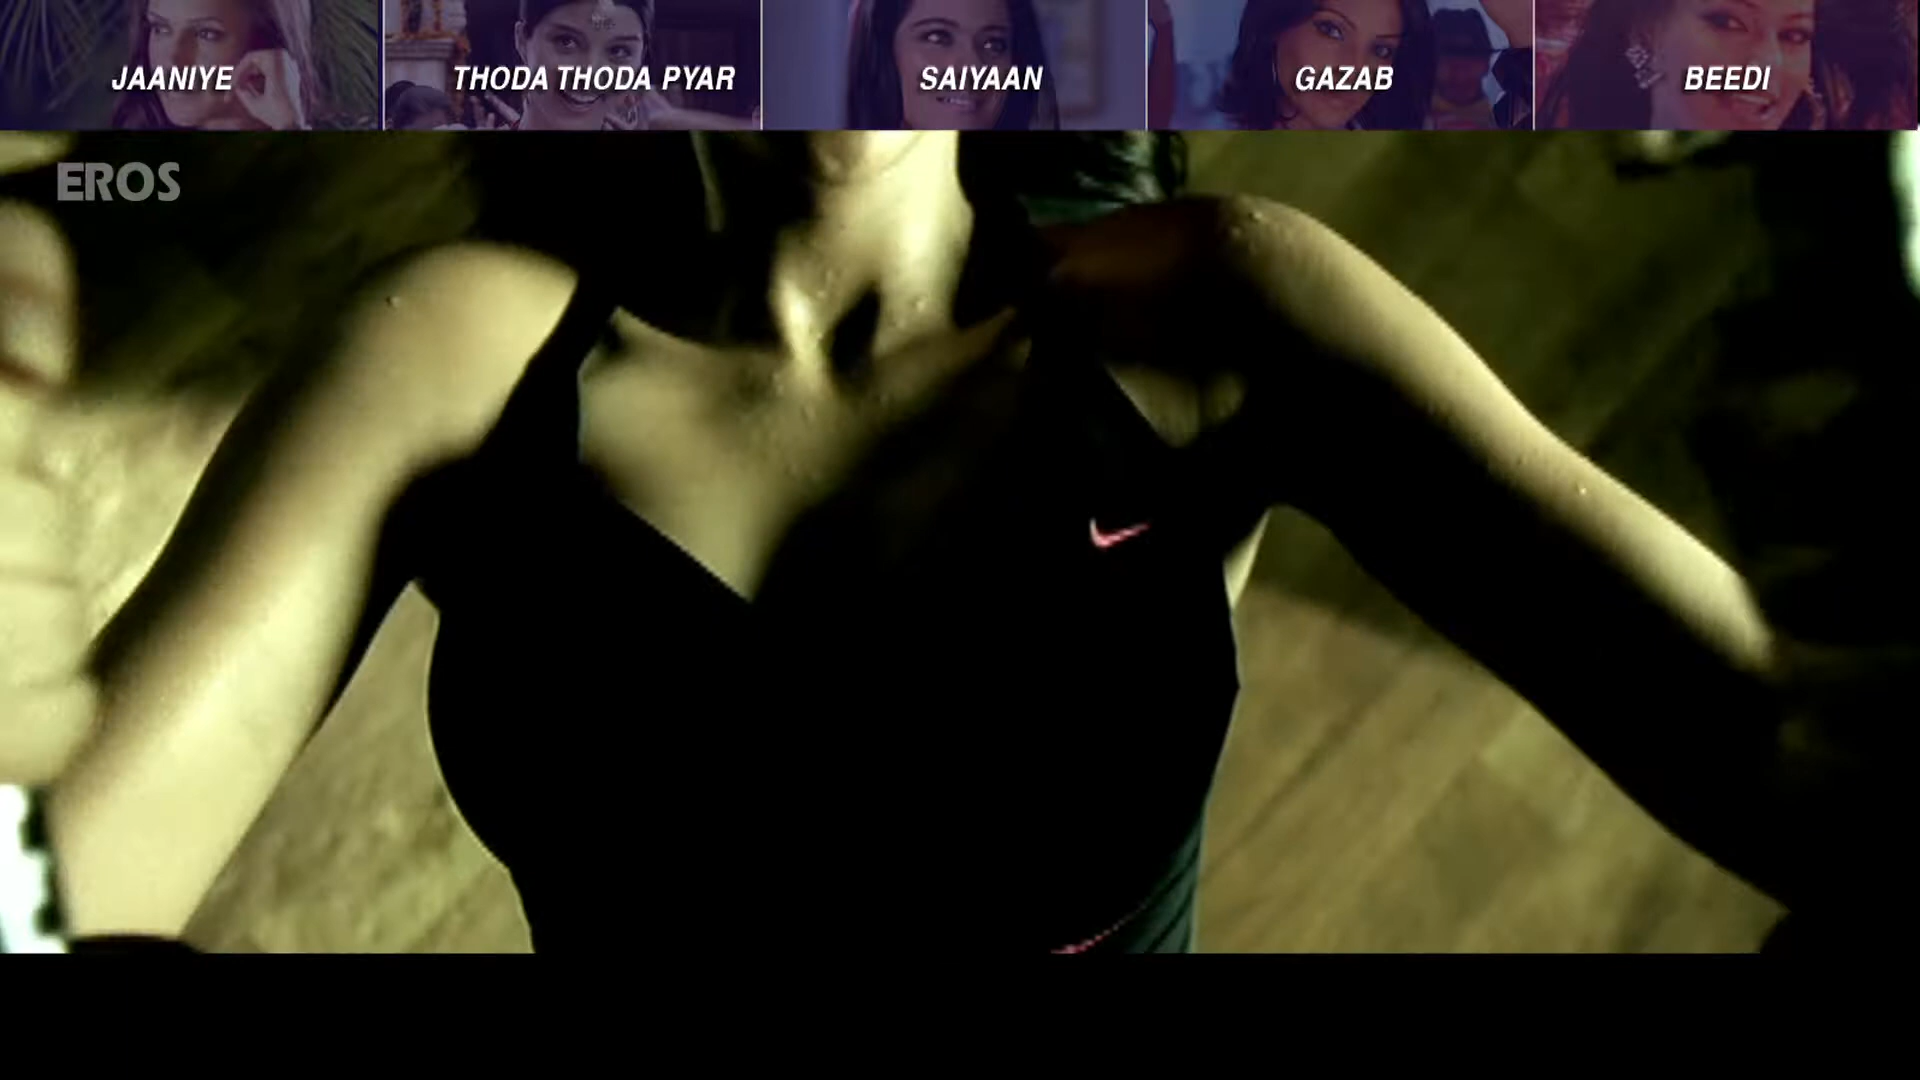 JAANIYE
THODA THODA PYAR
SAIYAAN
GAZAB
BEEDI
EROS